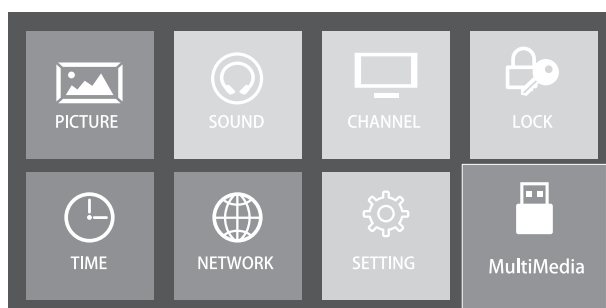 PICTURE
SOUND
CHANNEL
LOCK
TIME
NETWORK
SETTING
MultiMedia